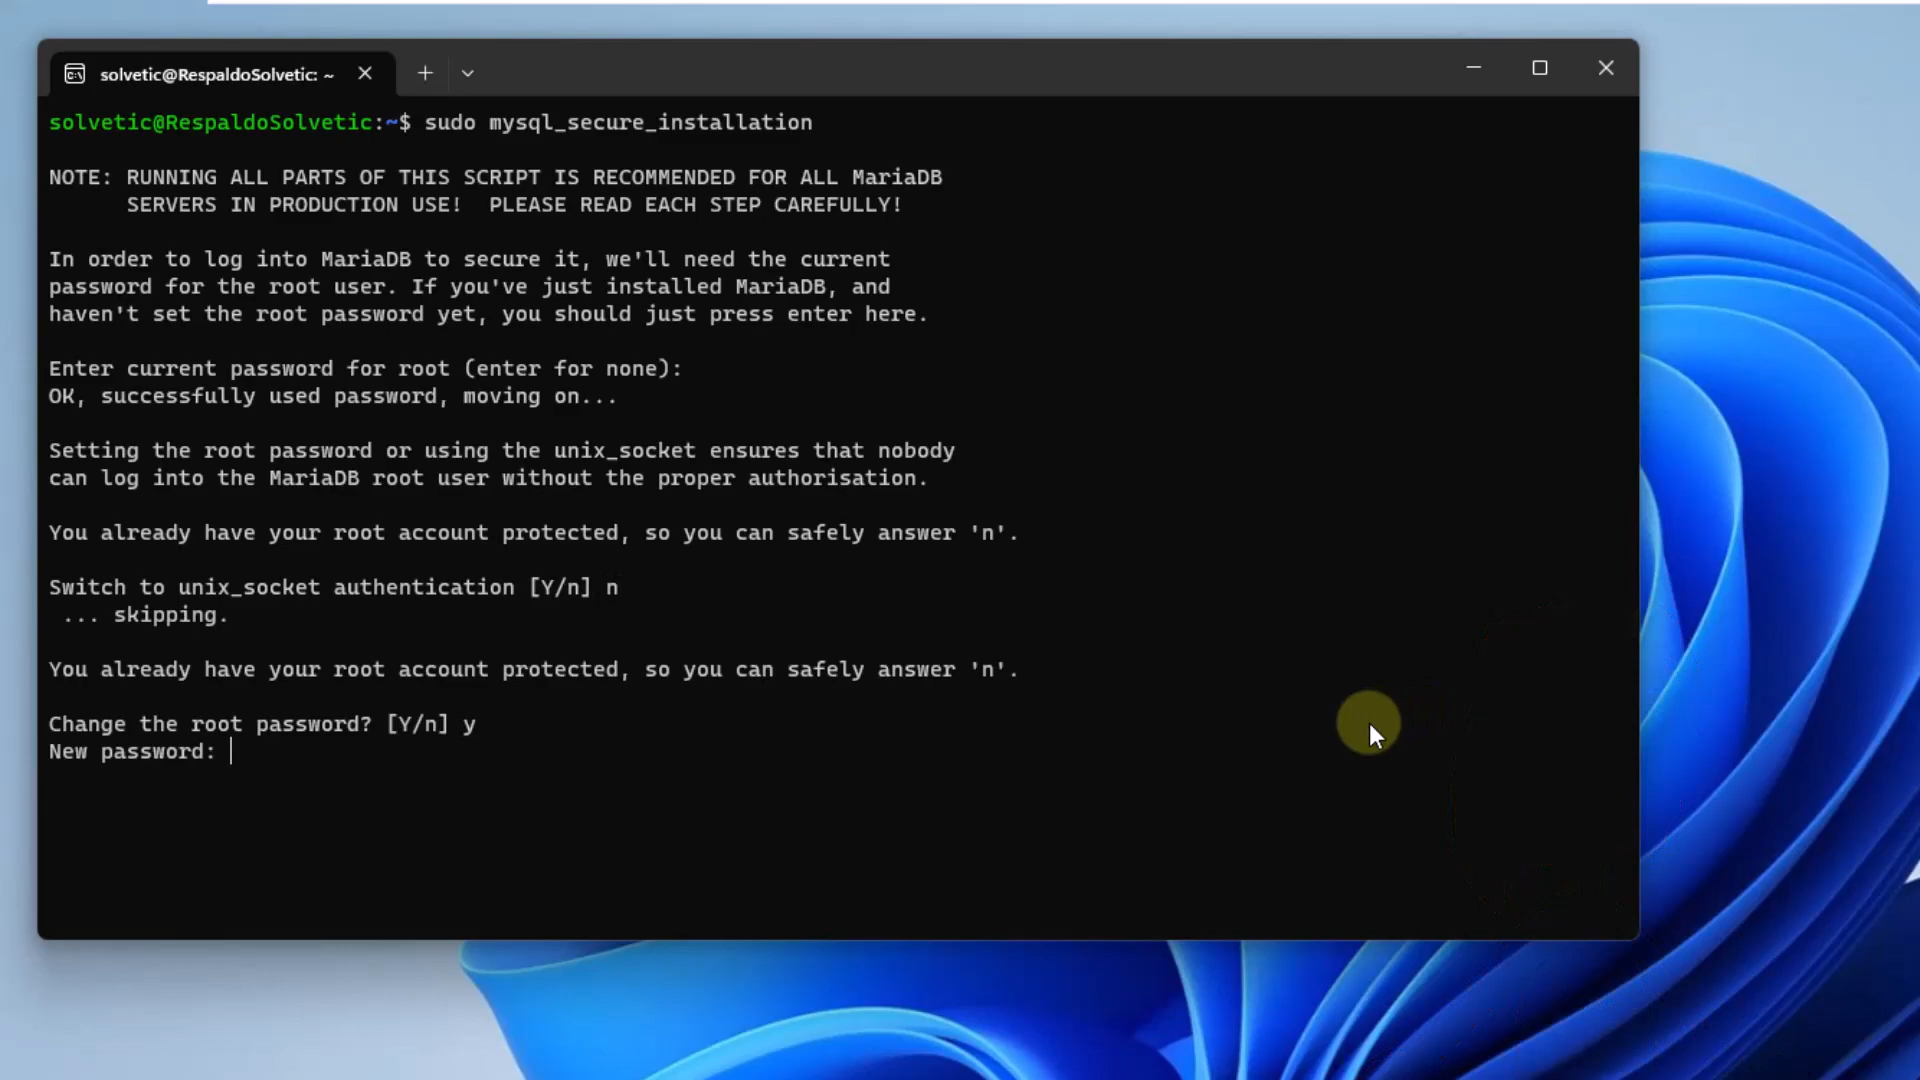 solvetic@RespaldoSolvetic: ~
solvetic@RespaldoSolvetic:~$ sudo mysql_secure_installation
NOTE: RUNNING ALL PARTS OF THIS SCRIPT IS RECOMMENDED FOR ALL MariaDB
SERVERS IN PRODUCTION USE!  PLEASE READ EACH STEP CAREFULLY!
In order to log into MariaDB to secure it, we'll need the current
password for the root user. If you've just installed MariaDB, and
haven't set the root password yet, you should just press enter here.
Enter current password for root (enter for none):
OK, successfully used password, moving on...
Setting the root password or using the unix_socket ensures that nobody
can log into the MariaDB root user without the proper authorisation.
You already have your root account protected, so you can safely answer 'n'.
Switch to unix_socket authentication [Y/n] n
... skipping.
You already have your root account protected, so you can safely answer 'n'.
Change the root password? [Y/n] y
New password: